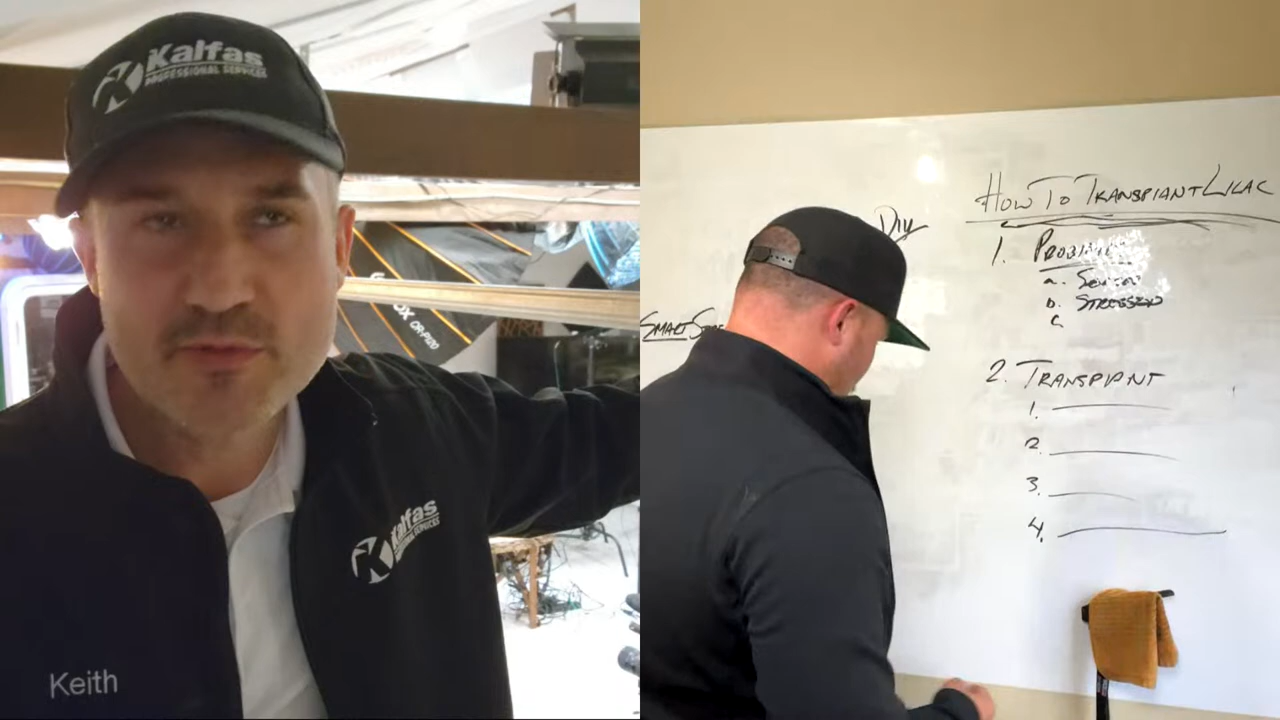 Kalfas
PROFESSIONAL SERVICES
Kalfas
PROFESSIONAL SERVICES
Keith
DIY
HOW TO TRANSPLANT LILAC
1.
a.
b. STRESSED
c
SMART
2. TRANSPLANT
1.
2.
3.
4.